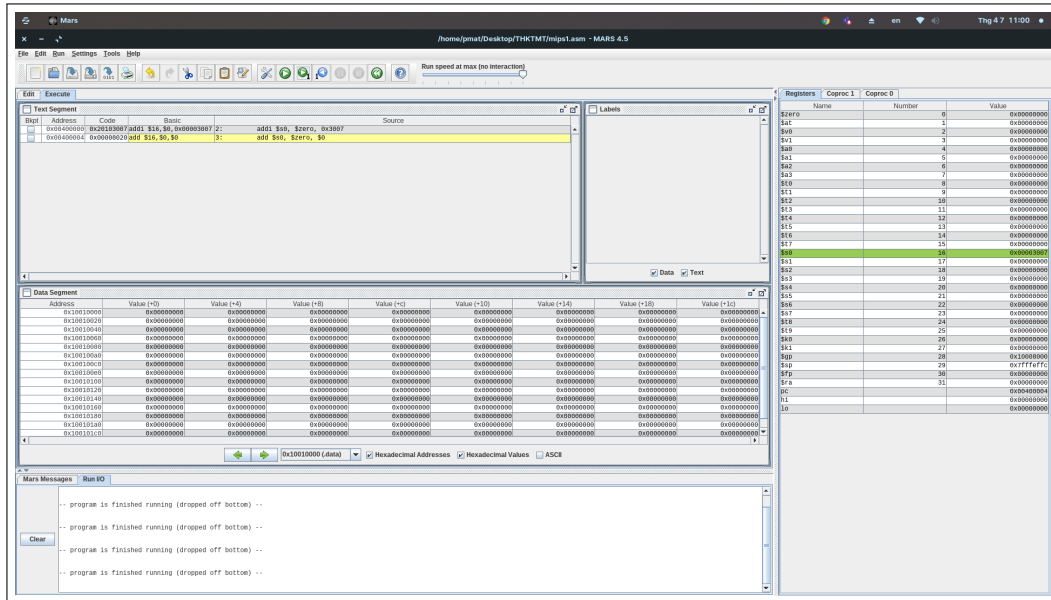 Mars
en
Thg 4 7 11:00
/home/pmat/Desktop/THKTMT/mips1.asm - MARS 4.5
File Edit Run Settings Tools Help
Run speed at max (no interaction)
Edit Execute
Text Segment
Bkpt Address Code Basic Source
0x00400000 0x20103007 addi $16,$0,0x00003007 2: addi $s0, $zero, 0x3007
0x00400004 0x00008020 add $16,$0,$0 3: add $s0, $zero, $0
Labels
Data Text
Data Segment
Address Value (+0) Value (+4) Value (+8) Value (+c) Value (+10) Value (+14) Value (+18) Value (+1c)
0x10010000 0x00000000 0x00000000 0x00000000 0x00000000 0x00000000 0x00000000 0x00000000 0x00000000
0x10010020 0x00000000 0x00000000 0x00000000 0x00000000 0x00000000 0x00000000 0x00000000 0x00000000
0x10010040 0x00000000 0x00000000 0x00000000 0x00000000 0x00000000 0x00000000 0x00000000 0x00000000
0x10010060 0x00000000 0x00000000 0x00000000 0x00000000 0x00000000 0x00000000 0x00000000 0x00000000
0x10010080 0x00000000 0x00000000 0x00000000 0x00000000 0x00000000 0x00000000 0x00000000 0x00000000
0x100100a0 0x00000000 0x00000000 0x00000000 0x00000000 0x00000000 0x00000000 0x00000000 0x00000000
0x100100c0 0x00000000 0x00000000 0x00000000 0x00000000 0x00000000 0x00000000 0x00000000 0x00000000
0x100100e0 0x00000000 0x00000000 0x00000000 0x00000000 0x00000000 0x00000000 0x00000000 0x00000000
0x10010100 0x00000000 0x00000000 0x00000000 0x00000000 0x00000000 0x00000000 0x00000000 0x00000000
0x10010120 0x00000000 0x00000000 0x00000000 0x00000000 0x00000000 0x00000000 0x00000000 0x00000000
0x10010140 0x00000000 0x00000000 0x00000000 0x00000000 0x00000000 0x00000000 0x00000000 0x00000000
0x10010160 0x00000000 0x00000000 0x00000000 0x00000000 0x00000000 0x00000000 0x00000000 0x00000000
0x10010180 0x00000000 0x00000000 0x00000000 0x00000000 0x00000000 0x00000000 0x00000000 0x00000000
0x100101a0 0x00000000 0x00000000 0x00000000 0x00000000 0x00000000 0x00000000 0x00000000 0x00000000
0x100101c0 0x00000000 0x00000000 0x00000000 0x00000000 0x00000000 0x00000000 0x00000000 0x00000000
0x10010000 (.data) Hexadecimal Addresses Hexadecimal Values ASCII
Mars Messages Run I/O
-- program is finished running (dropped off bottom) --
-- program is finished running (dropped off bottom) --
Clear
-- program is finished running (dropped off bottom) --
-- program is finished running (dropped off bottom) --
Registers Coproc 1 Coproc 0
Name Number Value
$zero 0 0x00000000
$at 1 0x00000000
$v0 2 0x00000000
$v1 3 0x00000000
$a0 4 0x00000000
$a1 5 0x00000000
$a2 6 0x00000000
$a3 7 0x00000000
$t0 8 0x00000000
$t1 9 0x00000000
$t2 10 0x00000000
$t3 11 0x00000000
$t4 12 0x00000000
$t5 13 0x00000000
$t6 14 0x00000000
$t7 15 0x00000000
$s0 16 0x00003007
$s1 17 0x00000000
$s2 18 0x00000000
$s3 19 0x00000000
$s4 20 0x00000000
$s5 21 0x00000000
$s6 22 0x00000000
$s7 23 0x00000000
$t8 24 0x00000000
$t9 25 0x00000000
$k0 26 0x00000000
$k1 27 0x00000000
$gp 28 0x10008000
$sp 29 0x7fffeffc
$fp 30 0x00000000
$ra 31 0x00000000
pc 0x00400004
hi 0x00000000
lo 0x00000000